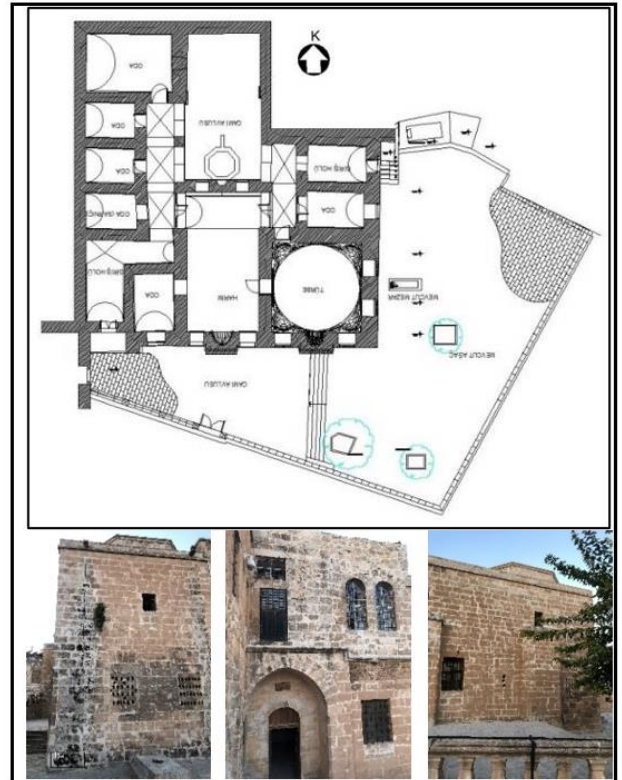 K
ODA
CAMİ AVLUSU
ODA
ODA
GİRİŞ HOLÜ
ODA (SARNIÇ)
ODA
GİRİŞ HOLÜ
ODA
HARİM
TÜRBE
MEVCUT MEZAR
MEVCUT AĞAÇ
CAMİ AVLUSU